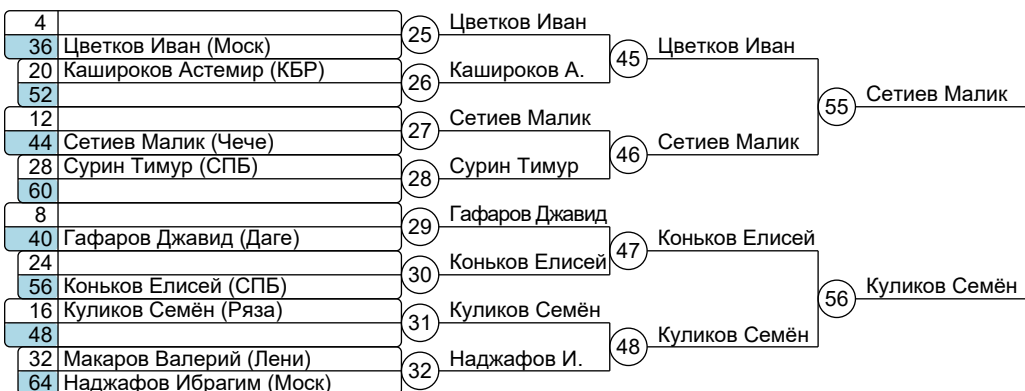 4
36 Цветков Иван (Моск)
20 Кашироков Астемир (КБР)
52
12
44 Сетиев Малик (Чече)
28 Сурин Тимур (СПБ)
60
8
40 Гафаров Джавид (Даге)
24
56 Коньков Елисей (СПБ)
16 Куликов Семён (Ряза)
48
32 Макаров Валерий (Лени)
64 Наджафов Ибрагим (Моск)
25 Цветков Иван
26 Кашироков А.
27 Сетиев Малик
28 Сурин Тимур
29 Гафаров Джавид
30 Коньков Елисей
31 Куликов Семён
32 Наджафов И.
45 Цветков Иван
46 Сетиев Малик
47 Коньков Елисей
48 Куликов Семён
55 Сетиев Малик
56 Куликов Семён